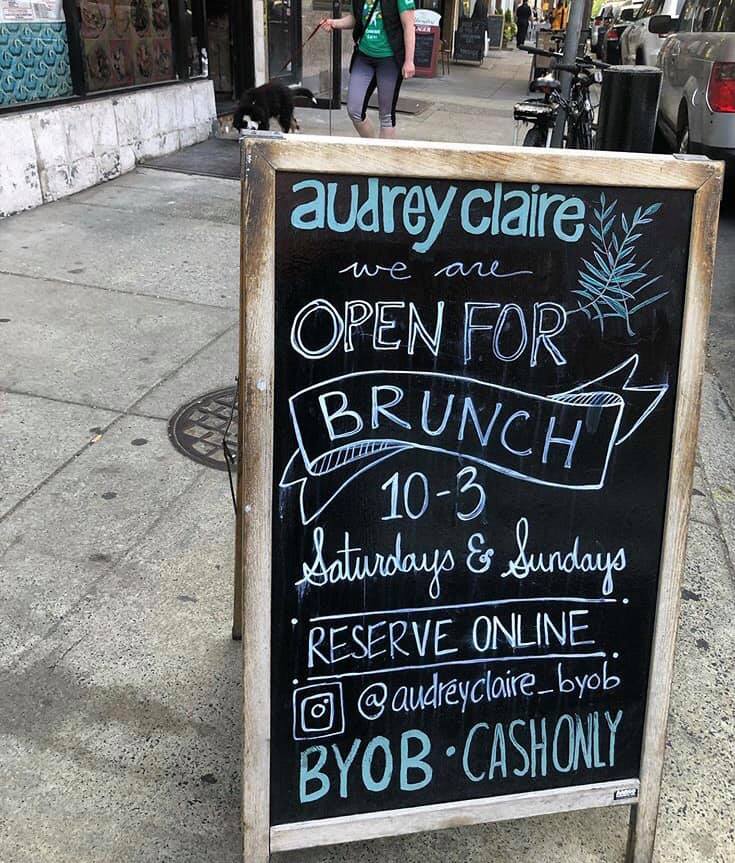 audrey claire
we are
OPEN FOR
BRUNCH
10-3
Saturdays & Sundays
RESERVE ONLINE
@audreyclaire_byob
BYOB · CASH ONLY